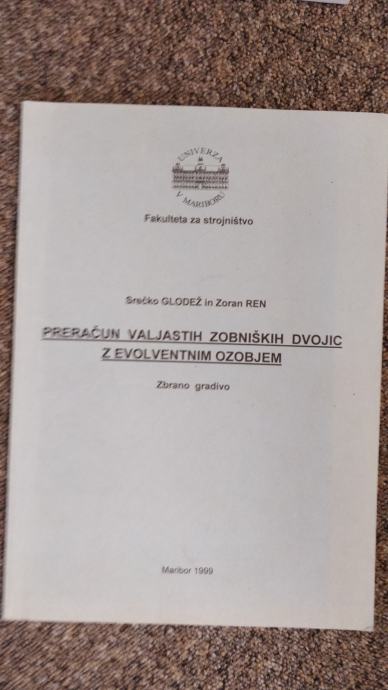 UNIVERZA
V MARIBORU
Fakulteta za strojništvo
Srečko GLODEŽ in Zoran REN
PRERAČUN VALJASTIH ZOBNIŠKIH DVOJIC
Z EVOLVENTNIM OZOBJEM
Zbrano gradivo
Maribor 1999